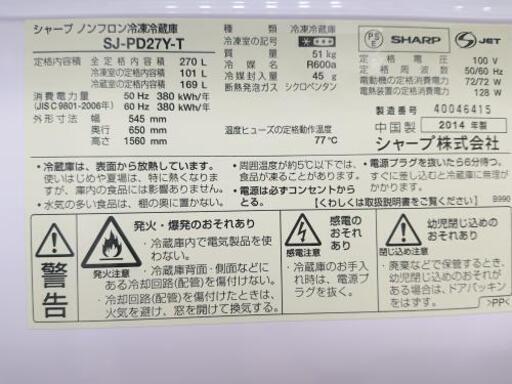 シャープ ノンフロン冷凍冷蔵庫
SJ-PD27Y-T
定格内容積 全定格内容積 270 L
冷凍室の定格内容積 101 L
冷蔵室の定格内容積 169 L
消費電力量 50 Hz 380 kWh/年
(JIS C 9801-2006年) 60 Hz 380 kWh/年
外形寸法 幅 545 mm
奥行 650 mm
高さ 1560 mm
種類 冷凍冷蔵庫
冷凍室の記号
質量 51 kg
冷媒名 R600a
冷媒封入量 45 g
断熱発泡ガス シクロペンタン
温度ヒューズの定格動作温度
77℃
PS E
SHARP
S JET
定格電圧 100 V
定格周波数 50/60 Hz
電動機の定格消費電力 72/72 W
電熱装置の定格消費電力 128 W
製造番号 40046415
中国製 2014 年製
シャープ株式会社
・冷蔵庫は、表面から放熱しています。
使いはじめや夏場は、特に熱くなりますが、庫内の食品には影響ありません。
・水気の多い食品は、棚の奥に置かない。
・周囲温度が約5℃以下では、食品が凍ることがあります。
・電源は必ずコンセントからとる。
・電源プラグを抜いたら6分待つ。
すぐに差し込むと冷蔵庫に無理がかかり、故障の原因になります。
【くわしくは取扱説明書をご覧ください】
B990
警告
発火注意
発火・爆発のおそれあり
・冷蔵庫内で電気製品を使わない。
・冷蔵庫背面・側面などにある冷却回路(配管)を傷付けない。
・冷却回路(配管)を傷付けたときは、火気を避け、窓を開けて換気する。
感電注意
感電のおそれあり
・冷蔵庫のお手入れ時は、電源プラグを抜く。
閉じ込め注意
幼児閉じ込めのおそれあり
・廃棄などで保管するとき、幼児閉じ込めのおそれがある場合は、ドアパッキンをはずす。
>PP<